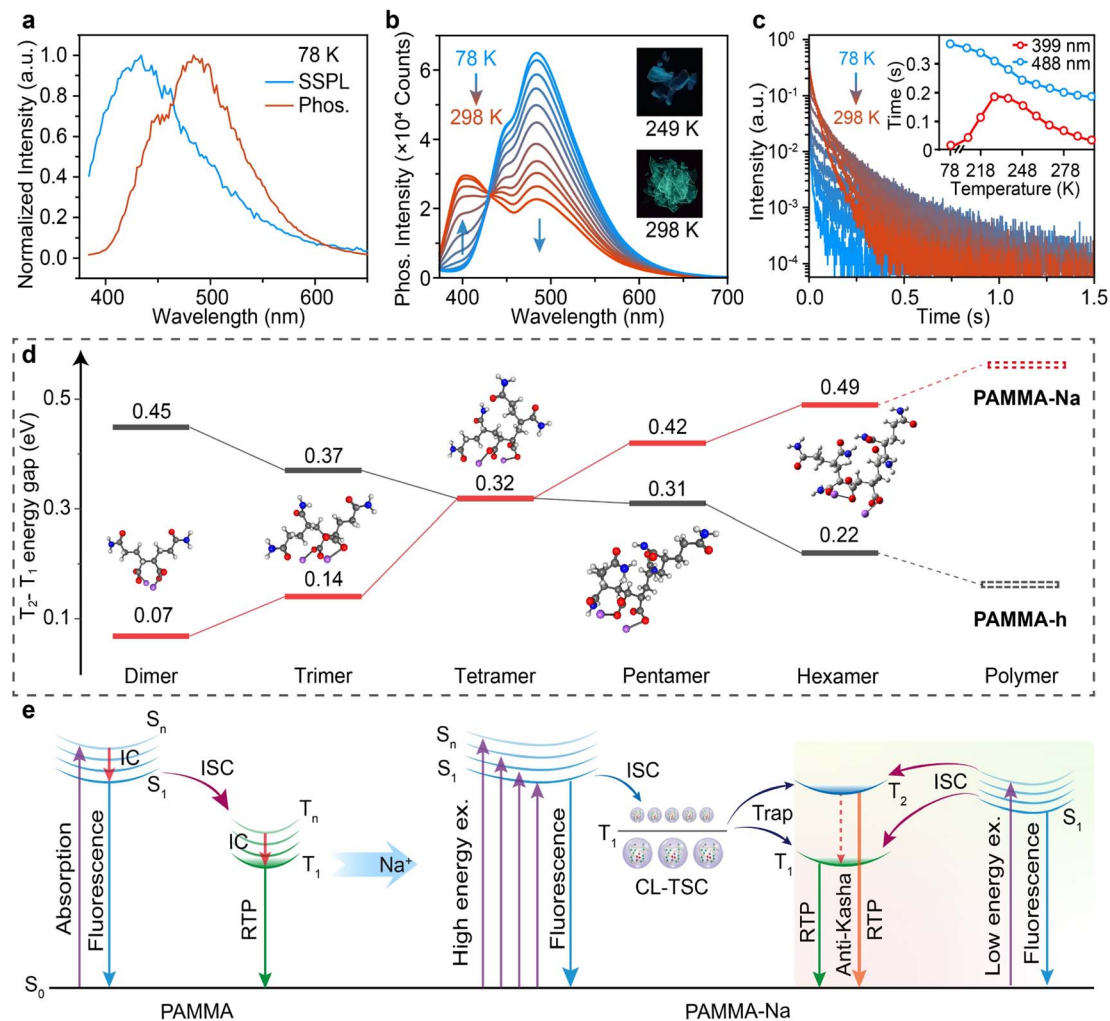 a
Normalized Intensity (a.u.)
1.0
0.8
0.6
0.4
0.2
0.0
78 K
SSPL
Phos.
400
500
600
Wavelength (nm)
b
Phos. Intensity (×10⁴ Counts)
6
4
2
0
78 K
298 K
249 K
298 K
400
500
600
700
Wavelength (nm)
c
Intensity (a.u.)
10⁰
10⁻¹
10⁻²
10⁻³
10⁻⁴
78 K
298 K
399 nm
488 nm
Time (s)
0.3
0.2
0.1
0
78
218
248
278
Temperature (K)
0.0
0.5
1.0
1.5
Time (s)
d
T₂- T₁ energy gap (eV)
0.5
0.3
0.1
0.45
0.37
0.32
0.42
0.49
0.31
0.22
0.07
0.14
PAMMA-Na
PAMMA-h
Dimer
Trimer
Tetramer
Pentamer
Hexamer
Polymer
e
Sₙ
IC
S₁
ISC
Tₙ
IC
T₁
Absorption
Fluorescence
RTP
Na⁺
Sₙ
S₁
ISC
High energy ex.
Fluorescence
T₁
CL-TSC
Trap
T₂
T₁
ISC
S₁
RTP
Anti-Kasha
RTP
Low energy ex.
Fluorescence
S₀
PAMMA
PAMMA-Na